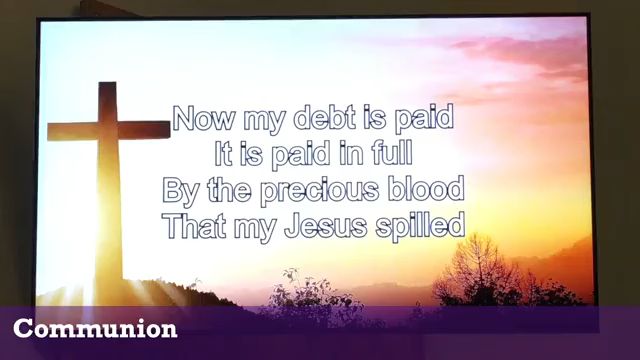 Now my debt is paid
It is paid in full
By the precious blood
That my Jesus spilled
Communion